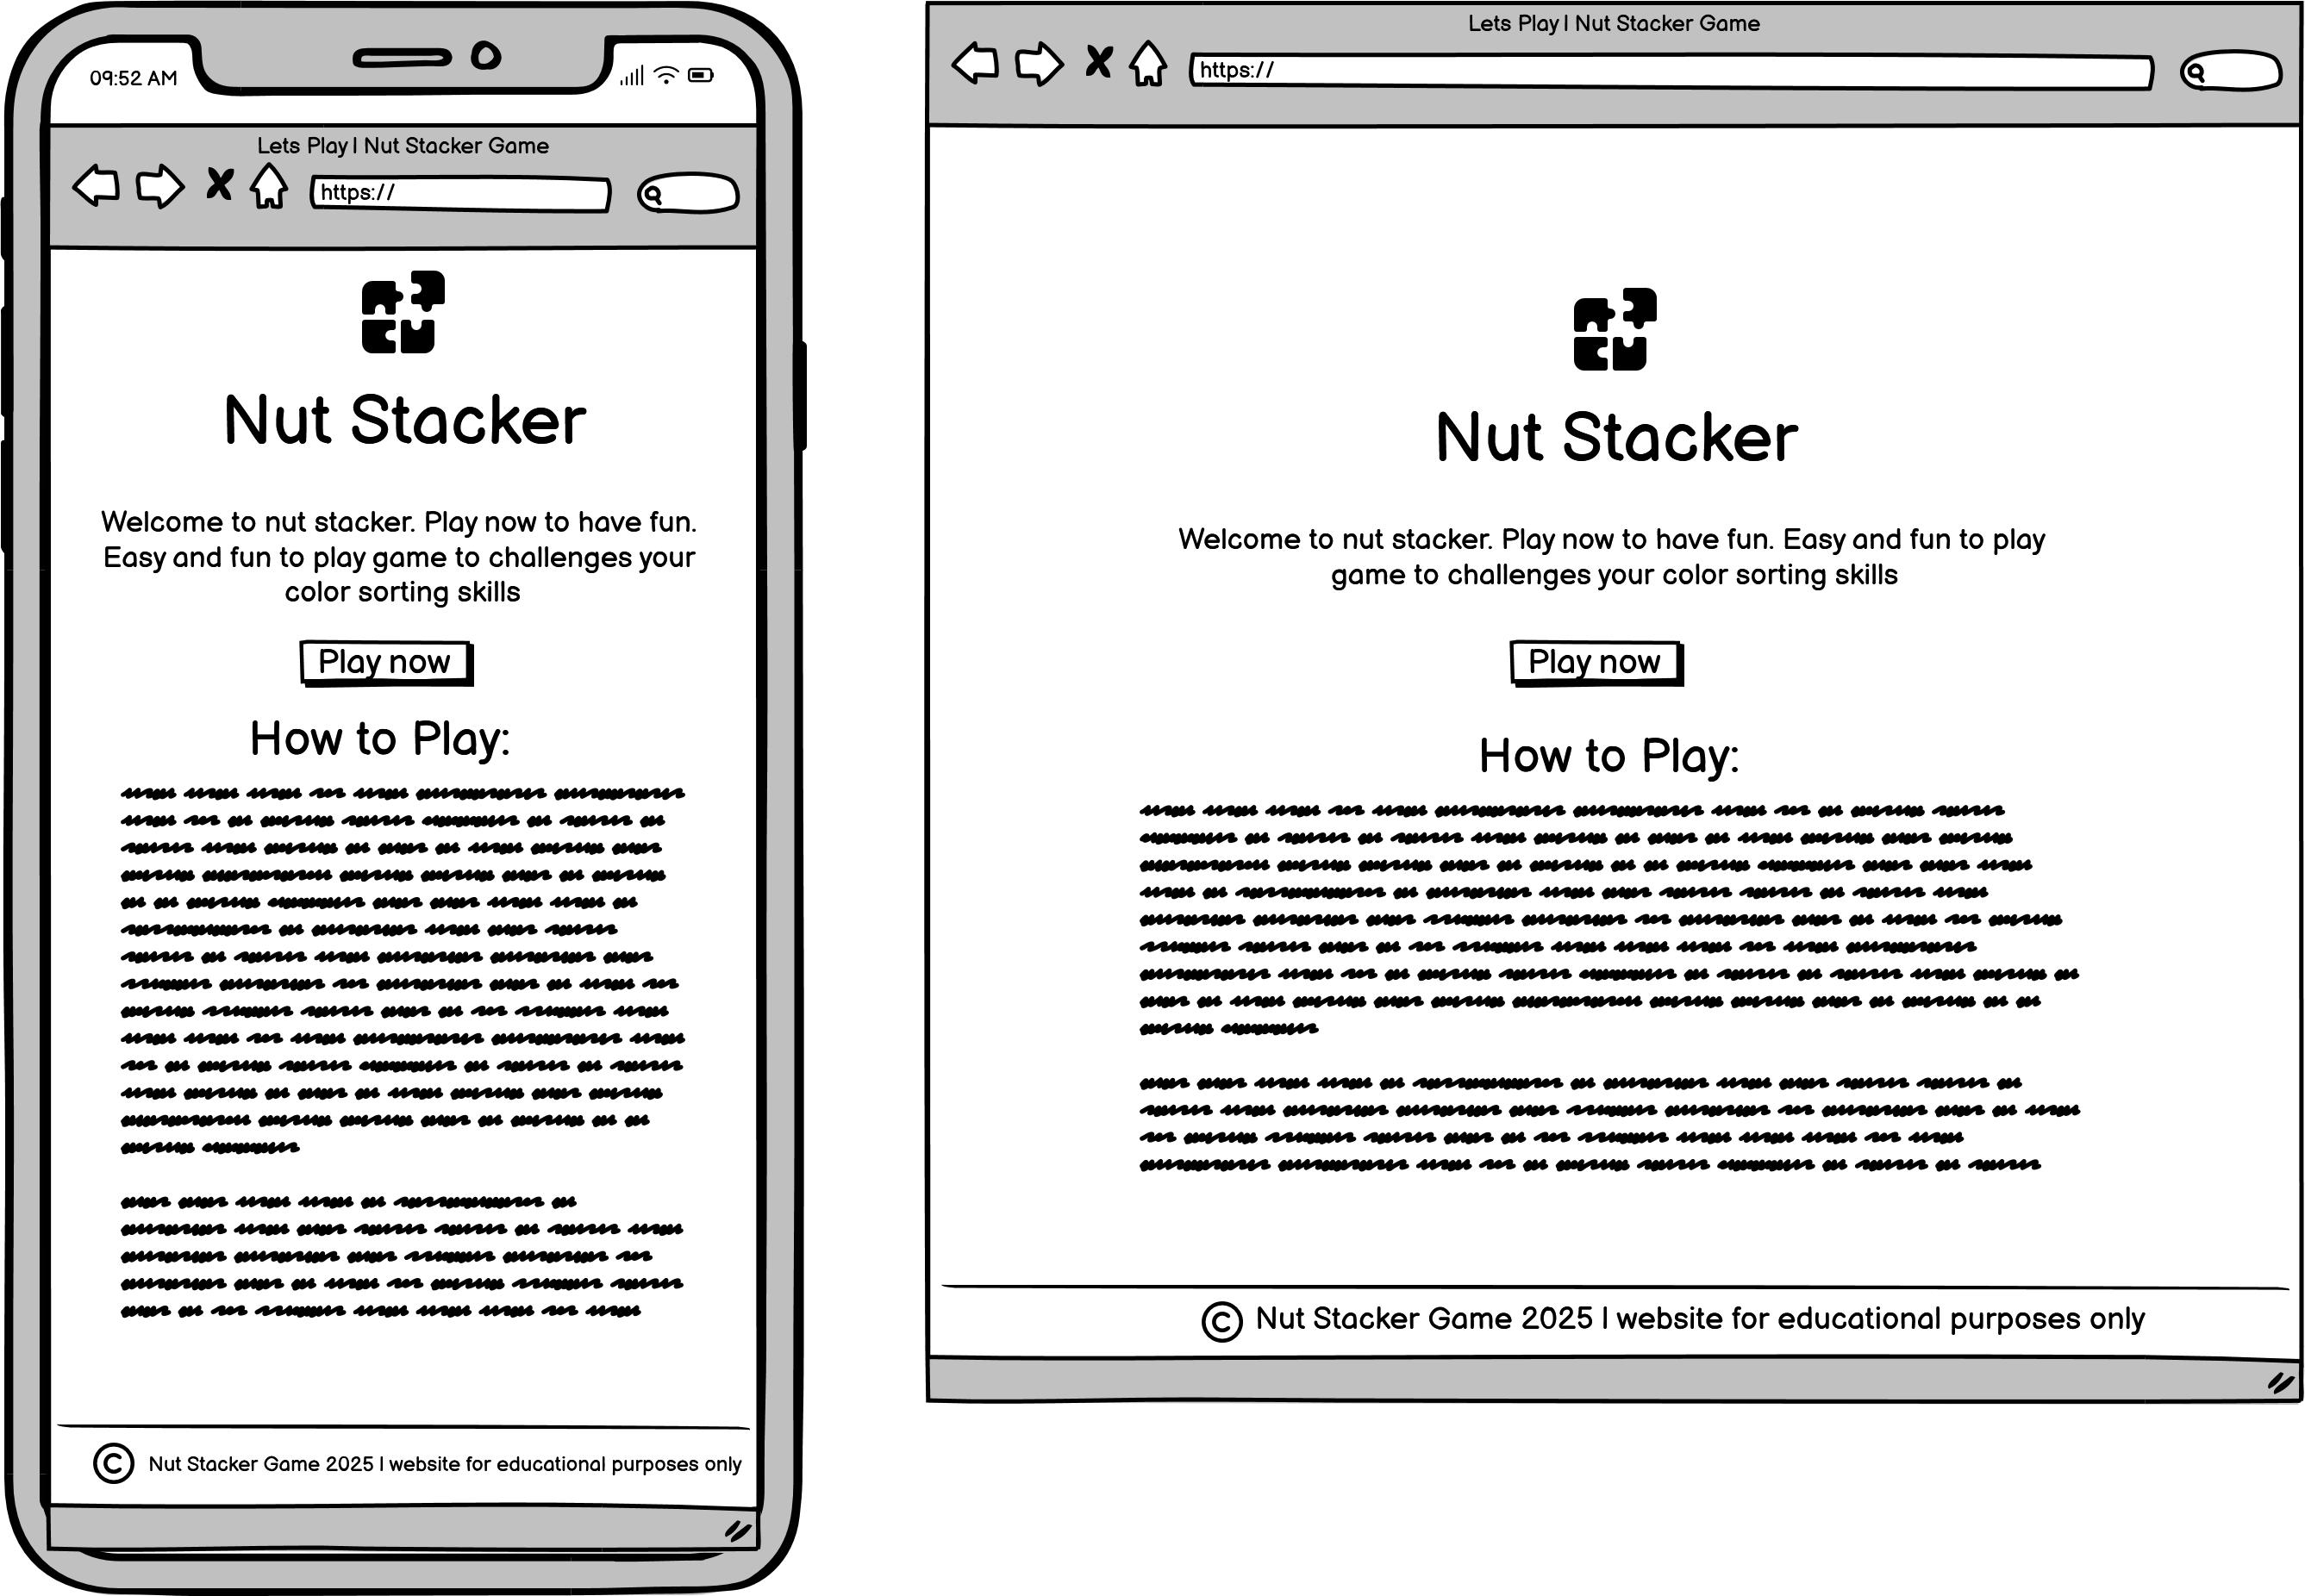 09:52 AM
Lets Play | Nut Stacker Game
https://
Nut Stacker
Welcome to nut stacker. Play now to have fun.
Easy and fun to play game to challenges your
color sorting skills
Play now
How to Play:
© Nut Stacker Game 2025 | website for educational purposes only
Lets Play | Nut Stacker Game
https://
Nut Stacker
Welcome to nut stacker. Play now to have fun. Easy and fun to play
game to challenges your color sorting skills
Play now
How to Play:
© Nut Stacker Game 2025 | website for educational purposes only